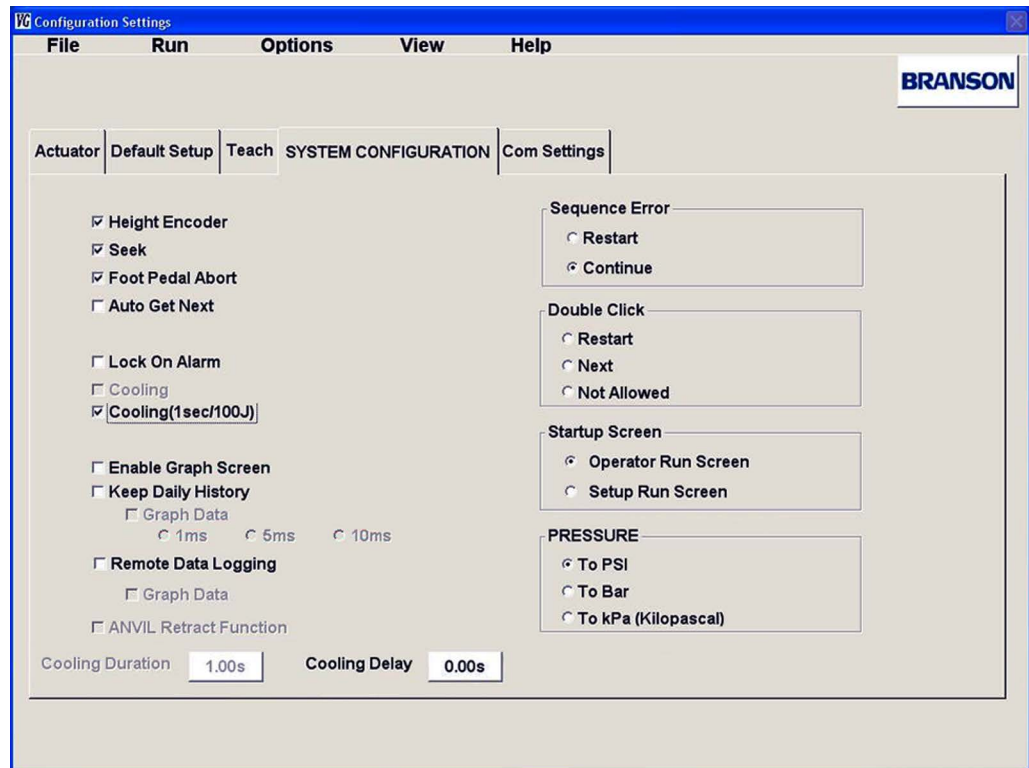 VG Configuration Settings
File Run Options View Help
BRANSON
Actuator Default Setup Teach SYSTEM CONFIGURATION Com Settings
Height Encoder
Seek
Foot Pedal Abort
Auto Get Next
Lock On Alarm
Cooling
Cooling(1sec/100J)
Enable Graph Screen
Keep Daily History
Graph Data
1ms 5ms 10ms
Remote Data Logging
Graph Data
ANVIL Retract Function
Cooling Duration 1.00s Cooling Delay 0.00s
Sequence Error
Restart
Continue
Double Click
Restart
Next
Not Allowed
Startup Screen
Operator Run Screen
Setup Run Screen
PRESSURE
To PSI
To Bar
To kPa (Kilopascal)